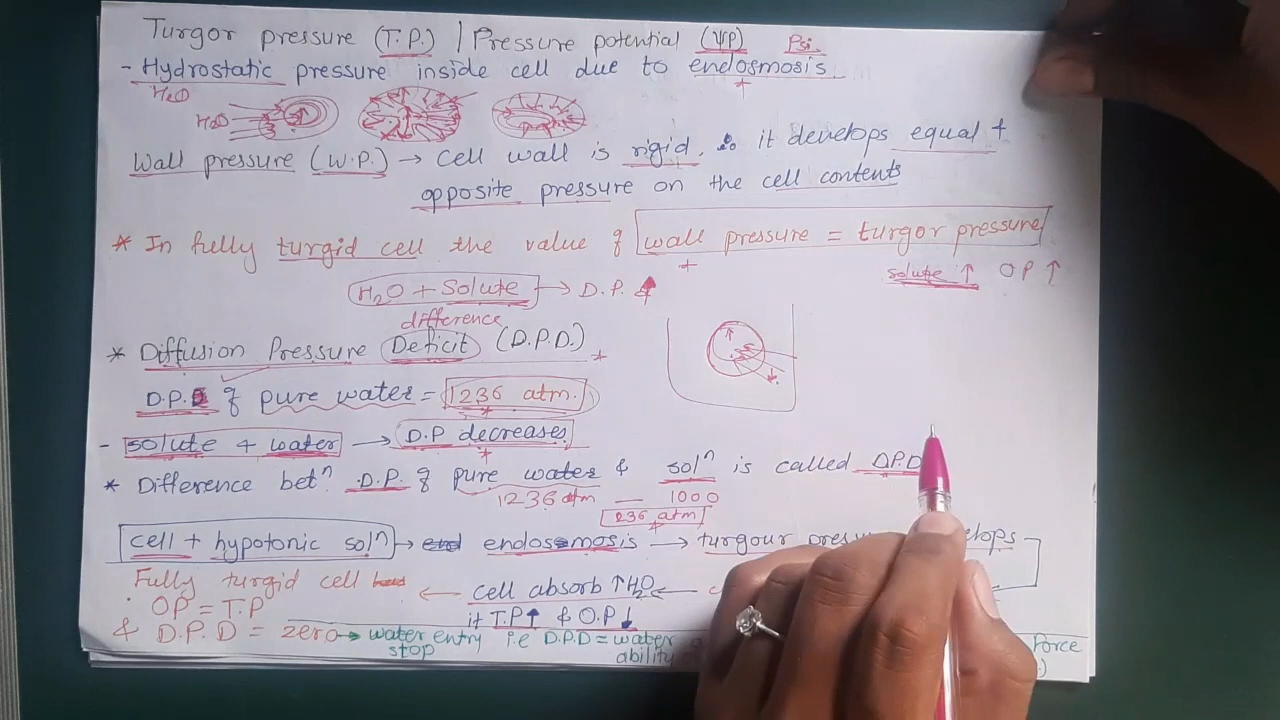 Turgor pressure (T.P.) | Pressure potential (Ψp) Psi.
- Hydrostatic pressure inside cell due to endosmosis.
H₂O
H₂O
Wall pressure (W.P.) → cell wall is rigid. ∴ it develops equal +
opposite pressure on the cell contents
* In fully turgid cell the value of wall pressure = turgor pressure
solute ↑ OP ↑
H₂O + Solute → D.P. ↓
difference
* Diffusion Pressure Deficit (D.P.D.)
D.P. of pure water = 1236 atm.
- solute + water → D.P decreases
* Difference betⁿ D.P. of pure water & solⁿ is called D.P.D
1236 atm — 1000
236 atm
cell + hypotonic solⁿ → endosmosis → turgour
Fully turgid cell ← cell absorb ↑ H₂O ←
OP = T.P it T.P ↑ & O.P ↓
& D.P.D = zero → water entry i.e D.P.D = water Force
stop ability